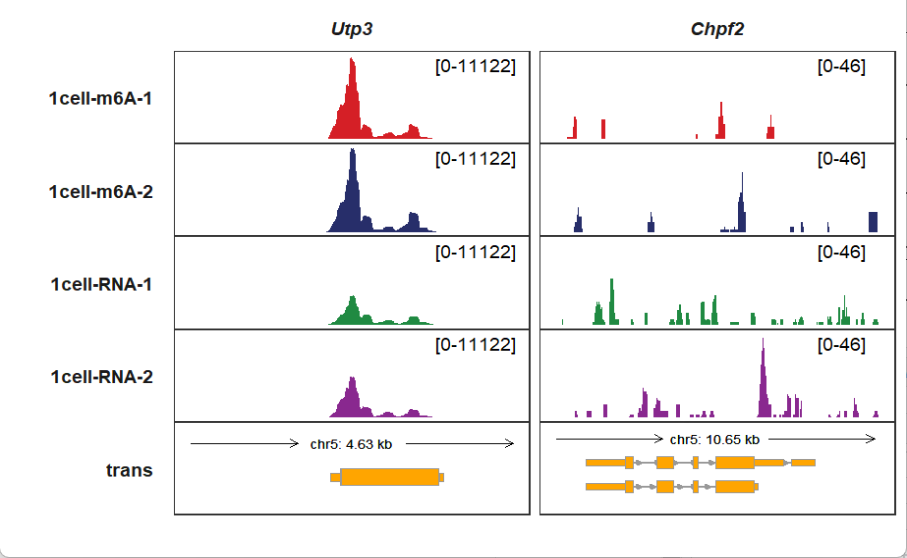 Utp3 Chpf2
1cell-m6A-1 [0-11122] [0-46]
1cell-m6A-2 [0-11122] [0-46]
1cell-RNA-1 [0-11122] [0-46]
1cell-RNA-2 [0-11122] [0-46]
trans chr5: 4.63 kb chr5: 10.65 kb